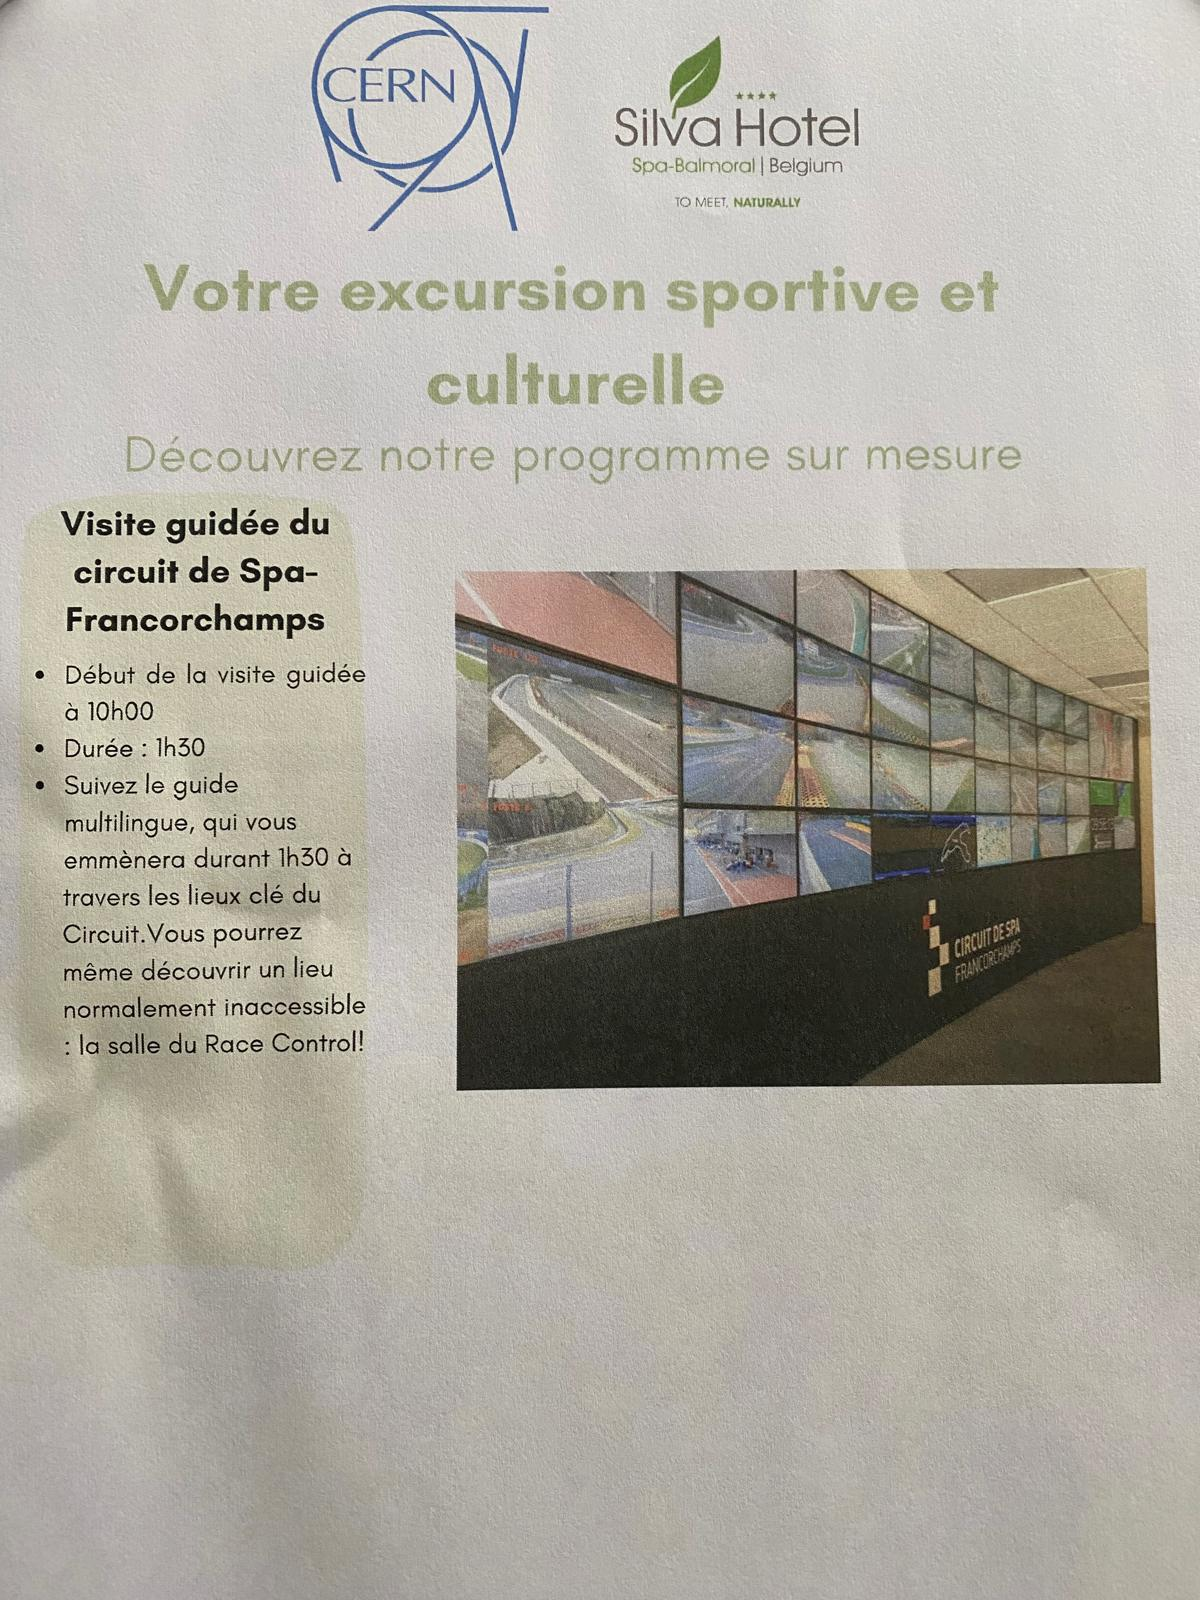 CERN
Silva Hotel
Spa-Balmoral | Belgium
TO MEET, NATURALLY
Votre excursion sportive et
culturelle
Découvrez notre programme sur mesure
Visite guidée du
circuit de Spa-
Francorchamps
• Début de la visite guidée
à 10h00
• Durée : 1h30
• Suivez le guide
multilingue, qui vous
emmènera durant 1h30 à
travers les lieux clé du
Circuit.Vous pourrez
même découvrir un lieu
normalement inaccessible
: la salle du Race Control!
CIRCUIT DE SPA
FRANCORCHAMPS